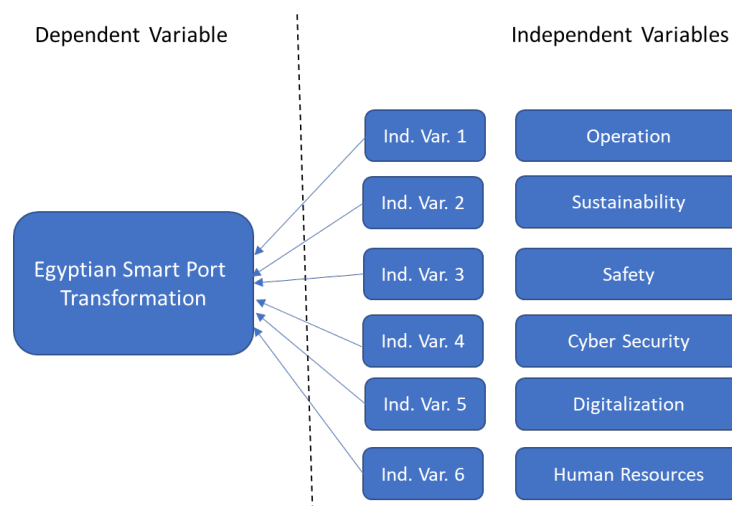 Dependent Variable
Independent Variables
Ind. Var. 1
Operation
Ind. Var. 2
Sustainability
Egyptian Smart Port
Transformation
Ind. Var. 3
Safety
Ind. Var. 4
Cyber Security
Ind. Var. 5
Digitalization
Ind. Var. 6
Human Resources